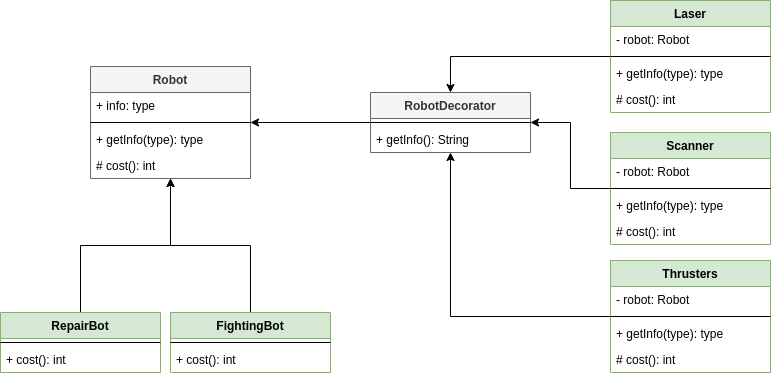 Robot
+ info: type
+ getInfo(type): type
# cost(): int
RobotDecorator
+ getInfo(): String
Laser
- robot: Robot
+ getInfo(type): type
# cost(): int
Scanner
- robot: Robot
+ getInfo(type): type
# cost(): int
Thrusters
- robot: Robot
+ getInfo(type): type
# cost(): int
RepairBot
+ cost(): int
FightingBot
+ cost(): int